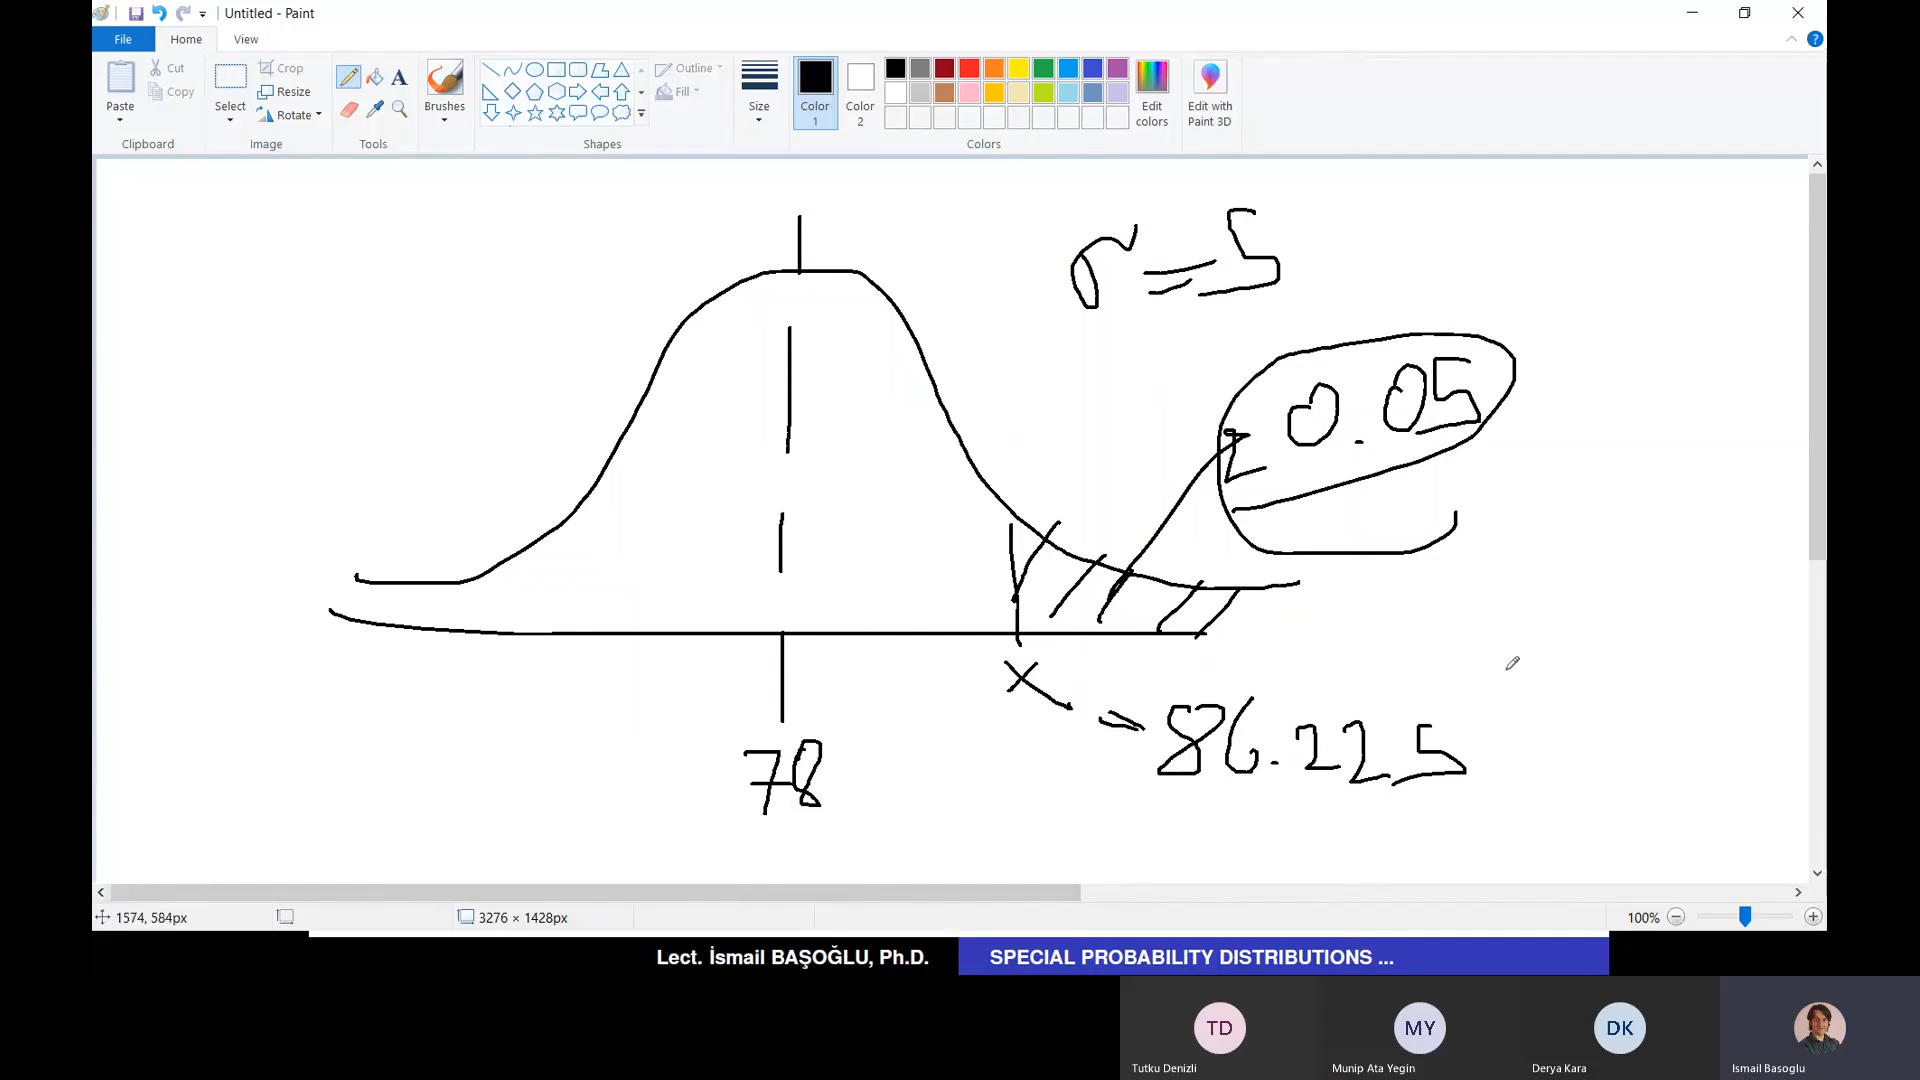 Untitled - Paint
File Home View
Paste
Cut
Copy
Clipboard
Select
Crop
Resize
Rotate
Image
Tools
Brushes
Outline
Fill
Shapes
Size
Color 1
Color 2
Edit colors
Colors
Edit with Paint 3D
σ = 5
0.05
x = 86.225
78
1574, 584px
3276 × 1428px
100%
Lect. İsmail BAŞOĞLU, Ph.D.
SPECIAL PROBABILITY DISTRIBUTIONS ...
TD
MY
DK
Tutku Denizli
Munip Ata Yegin
Derya Kara
Ismail Basoglu